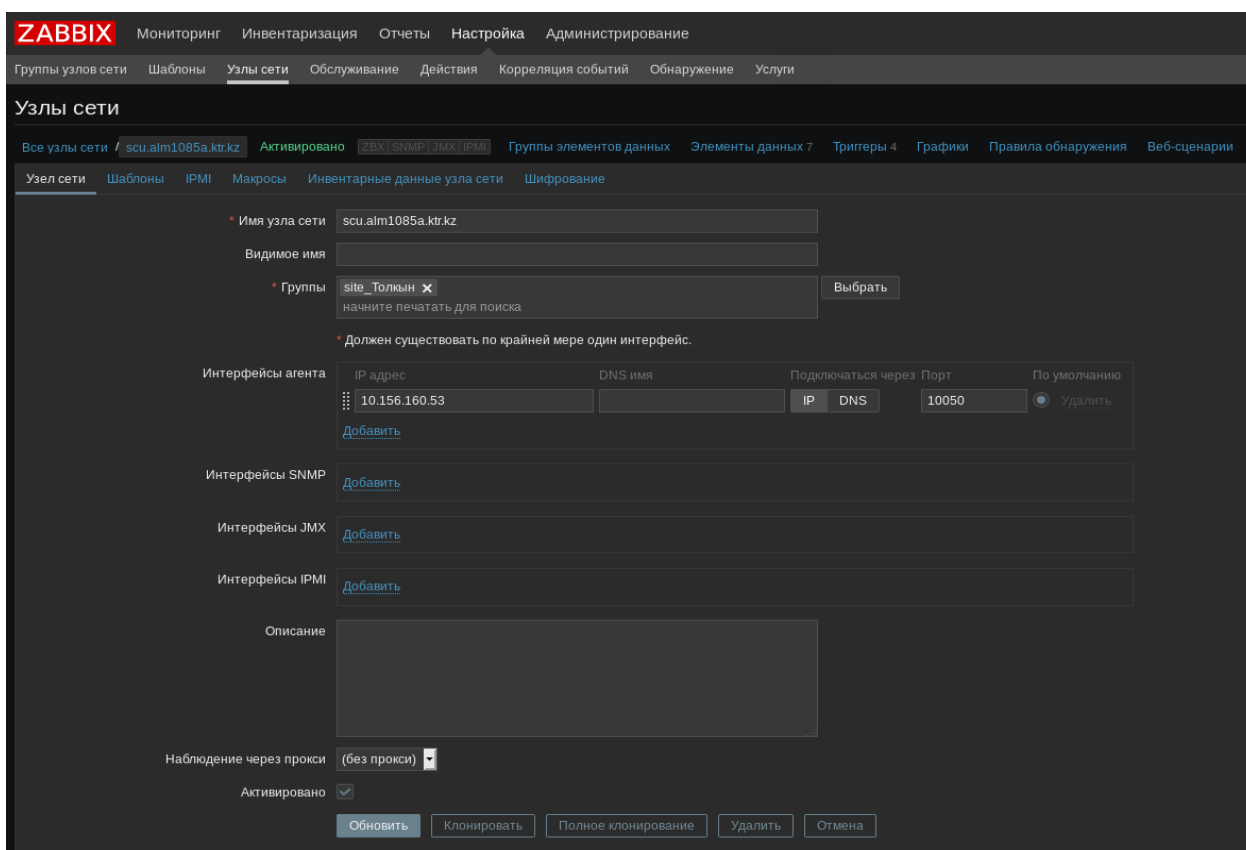 ZABBIX Мониторинг Инвентаризация Отчеты Настройка Администрирование
Группы узлов сети Шаблоны Узлы сети Обслуживание Действия Корреляция событий Обнаружение Услуги
Узлы сети
Все узлы сети / scu.alm1085a.ktr.kz Активировано ZBX SNMP JMX IPMI Группы элементов данных Элементы данных 7 Триггеры 4 Графики Правила обнаружения Веб-сценарии
Узел сети Шаблоны IPMI Макросы Инвентарные данные узла сети Шифрование
* Имя узла сети scu.alm1085a.ktr.kz
Видимое имя
* Группы site_Толкын Выбрать
начните печатать для поиска
* Должен существовать по крайней мере один интерфейс.
Интерфейсы агента IP адрес DNS имя Подключаться через Порт По умолчанию
10.156.160.53 IP DNS 10050 Удалить
Добавить
Интерфейсы SNMP Добавить
Интерфейсы JMX Добавить
Интерфейсы IPMI Добавить
Описание
Наблюдение через прокси (без прокси)
Активировано
Обновить Клонировать Полное клонирование Удалить Отмена